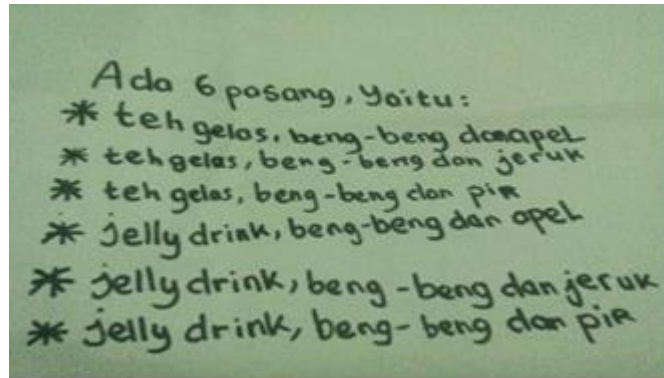 Ada 6 pasang, Yaitu:
* teh gelas, beng-beng dan apel
* teh gelas, beng-beng dan jeruk
* teh gelas, beng-beng dan pir
* jelly drink, beng-beng dan apel
* jelly drink, beng-beng dan jeruk
* jelly drink, beng-beng dan pir